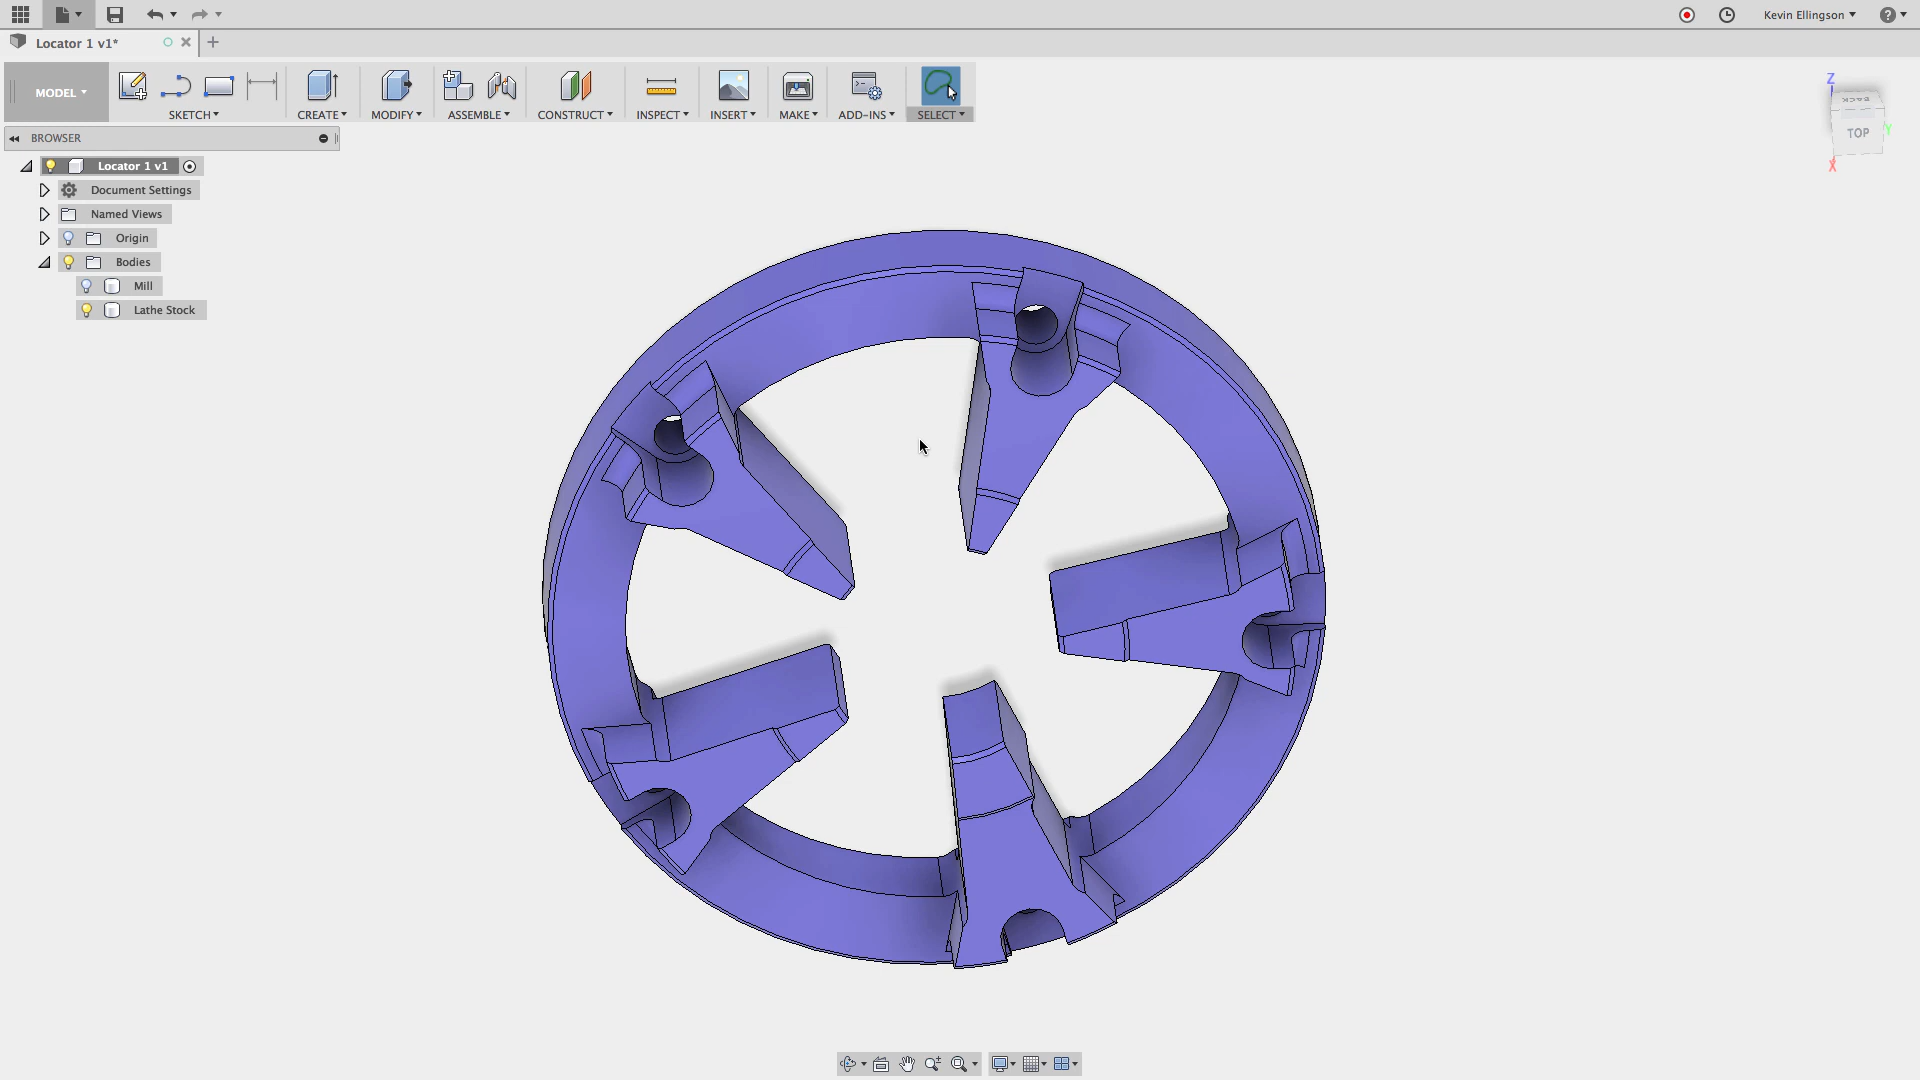 Kevin Ellingson
Locator 1 v1*
MODEL
SKETCH
CREATE
MODIFY
ASSEMBLE
CONSTRUCT
INSPECT
INSERT
MAKE
ADD-INS
SELECT
BROWSER
Locator 1 v1
Document Settings
Named Views
Origin
Bodies
Mill
Lathe Stock
Z
BACK
TOP
Y
X